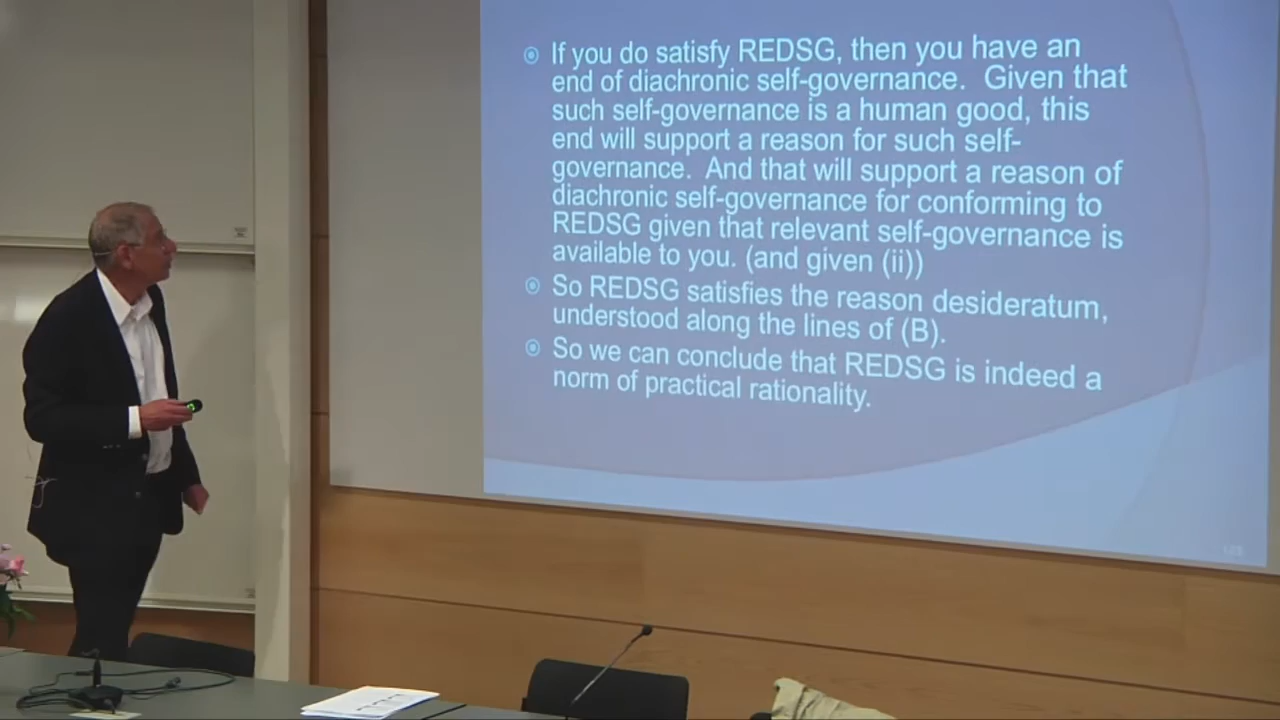 If you do satisfy REDSG, then you have an
end of diachronic self-governance. Given that
such self-governance is a human good, this
end will support a reason for such self-
governance. And that will support a reason of
diachronic self-governance for conforming to
REDSG given that relevant self-governance is
available to you. (and given (ii))
So REDSG satisfies the reason desideratum,
understood along the lines of (B).
So we can conclude that REDSG is indeed a
norm of practical rationality.